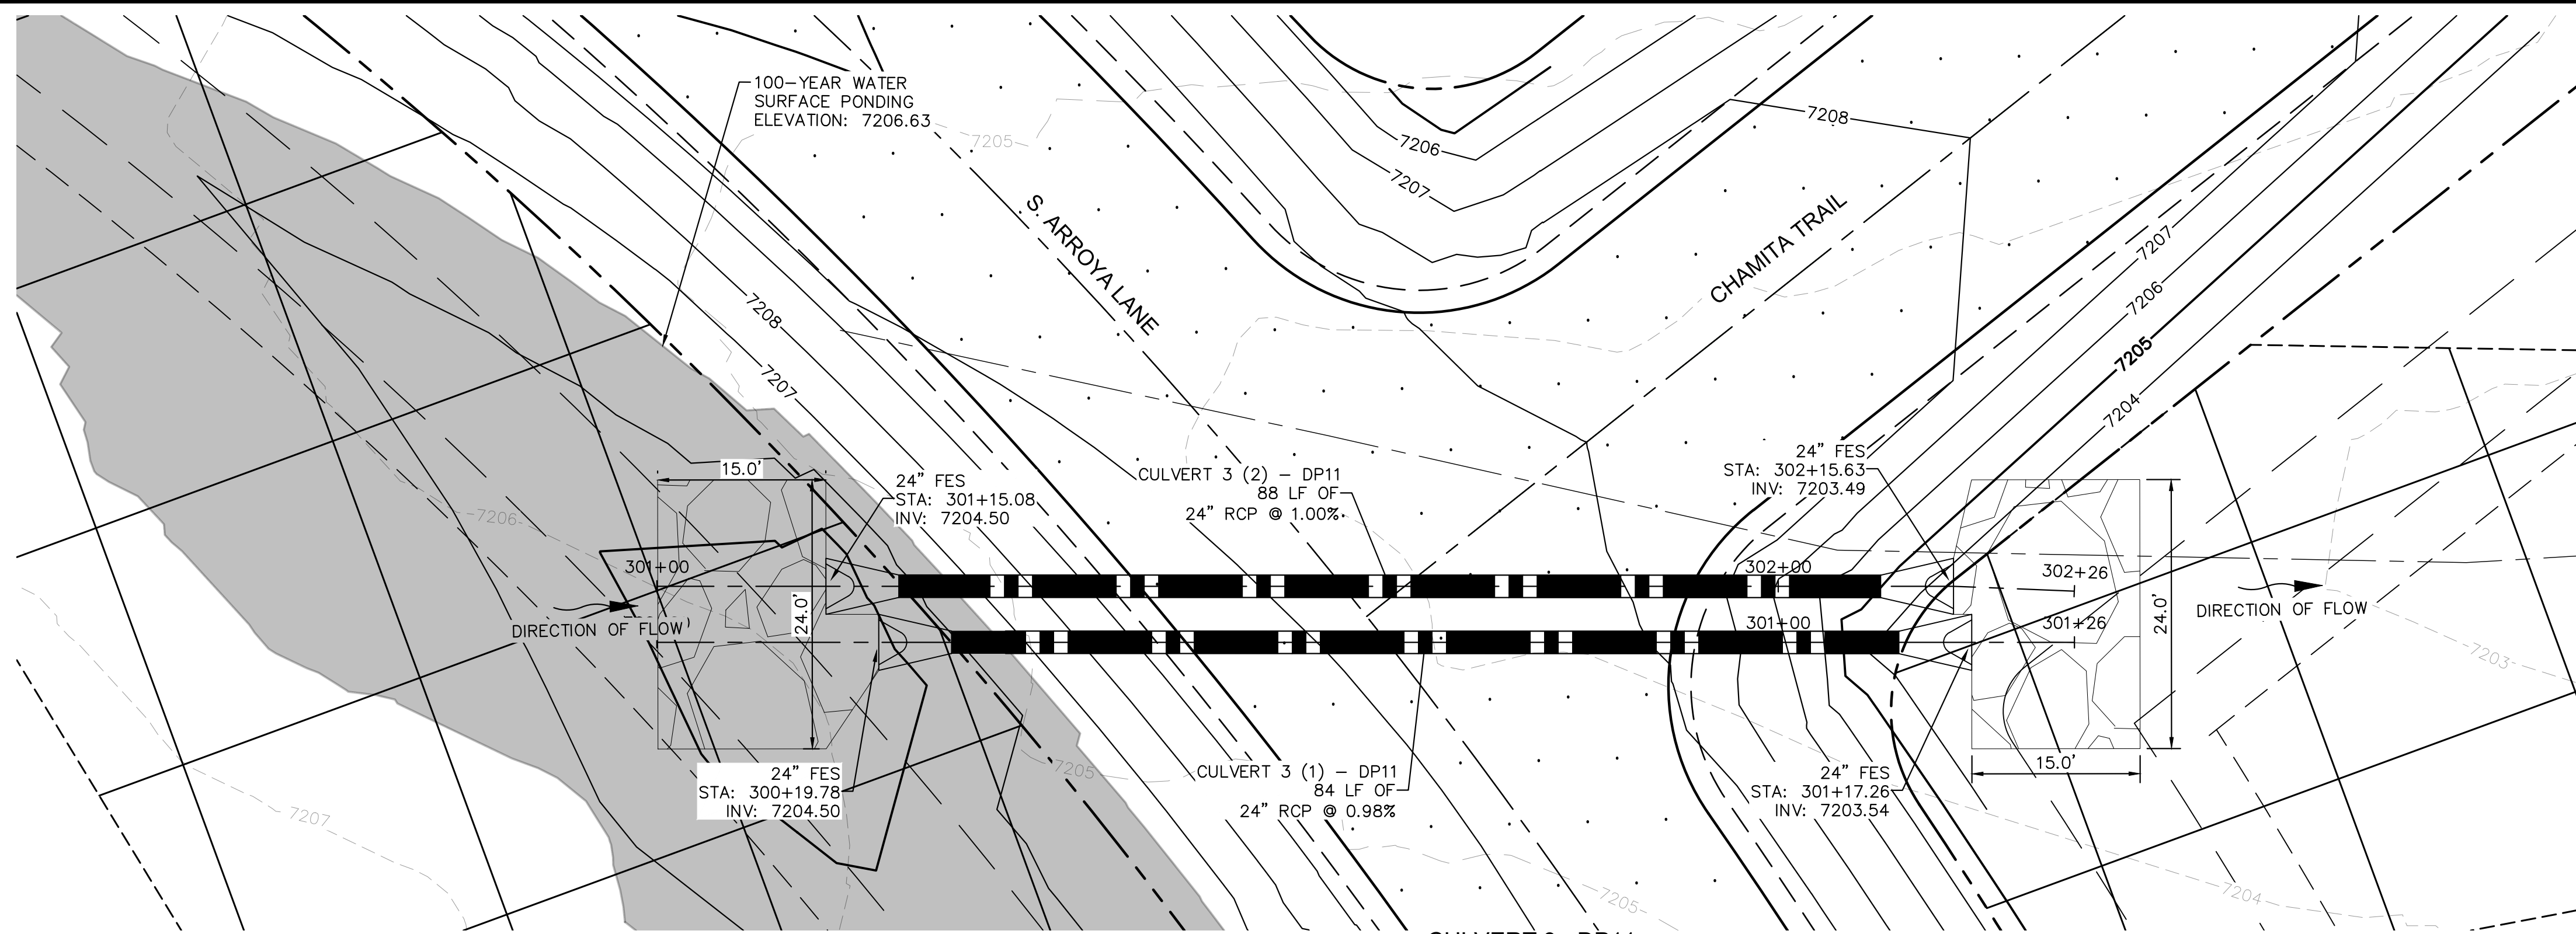 100-YEAR WATER
SURFACE PONDING
ELEVATION: 7206.63
7205
S. ARROYA LANE
7206
7207
7208
CHAMITA TRAIL
7207
7206
7205
7204
7208
7207
15.0'
24" FES
STA: 301+15.08
INV: 7204.50
CULVERT 3 (2) - DP11
88 LF OF
24" RCP @ 1.00%
24" FES
STA: 302+15.63
INV: 7203.49
7206
301+00
24.0'
DIRECTION OF FLOW
302+00
301+00
302+26
301+26
24.0'
DIRECTION OF FLOW
7203
15.0'
24" FES
STA: 300+19.78
INV: 7204.50
7205
CULVERT 3 (1) - DP11
84 LF OF
24" RCP @ 0.98%
24" FES
STA: 301+17.26
INV: 7203.54
7207
7205
7204